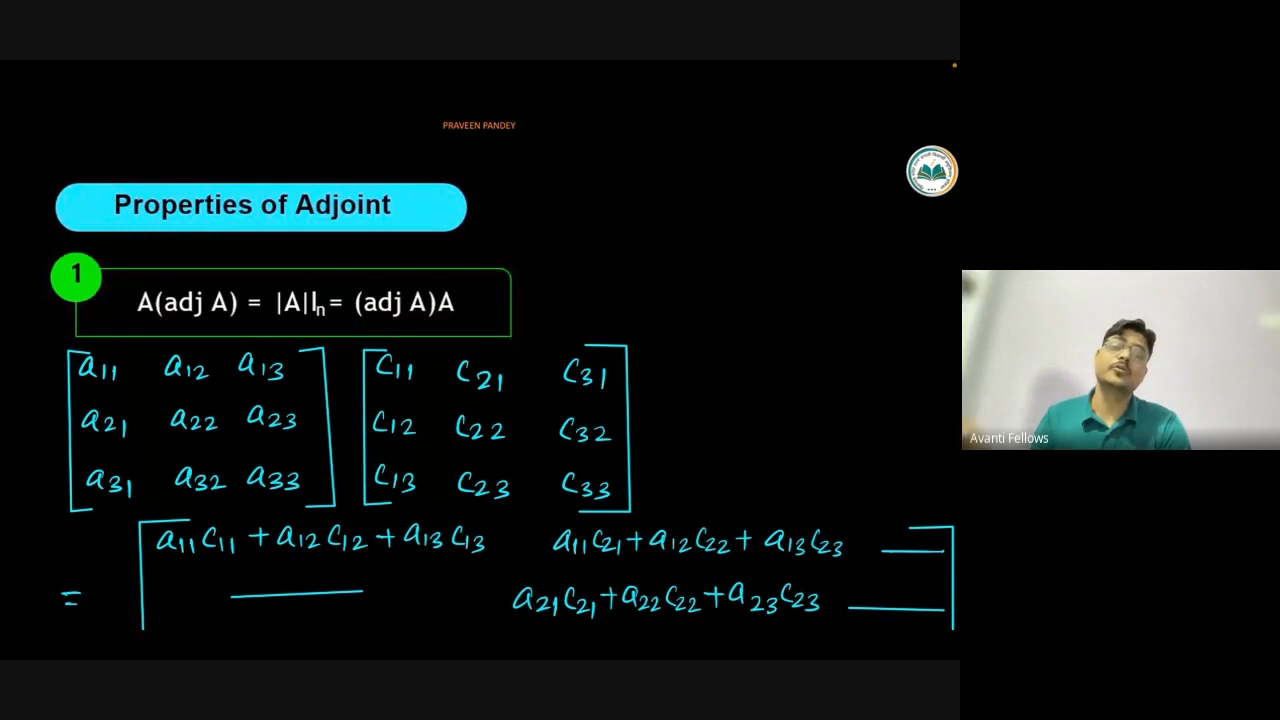 PRAVEEN PANDEY
Properties of Adjoint
1
A(adj A) = |A|Iₙ = (adj A)A
a₁₁ a₁₂ a₁₃ c₁₁ c₂₁ c₃₁
a₂₁ a₂₂ a₂₃ c₁₂ c₂₂ c₃₂
a₃₁ a₃₂ a₃₃ c₁₃ c₂₃ c₃₃
a₁₁c₁₁ + a₁₂c₁₂ + a₁₃c₁₃ a₁₁c₂₁ + a₁₂c₂₂ + a₁₃c₂₃ —
= — a₂₁c₂₁ + a₂₂c₂₂ + a₂₃c₂₃ —
Avanti Fellows